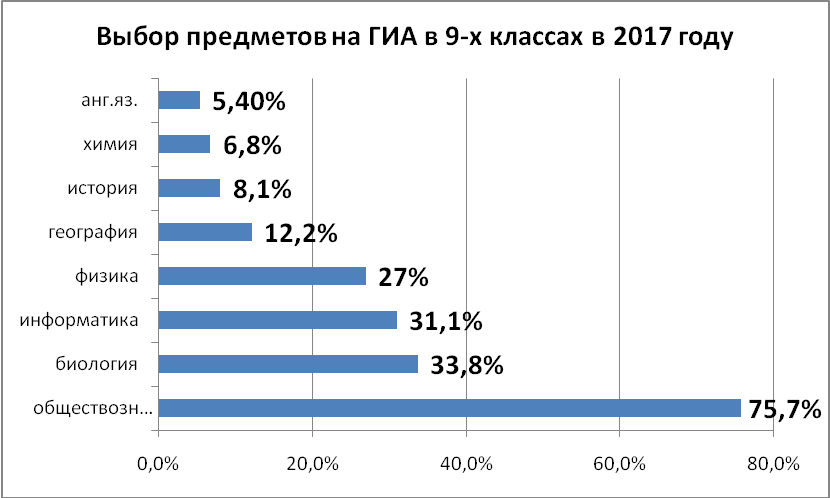 Выбор предметов на ГИА в 9-х классах в 2017 году
анг.яз. 5,40%
химия 6,8%
история 8,1%
география 12,2%
физика 27%
информатика 31,1%
биология 33,8%
обществозн... 75,7%
0,0% 20,0% 40,0% 60,0% 80,0%